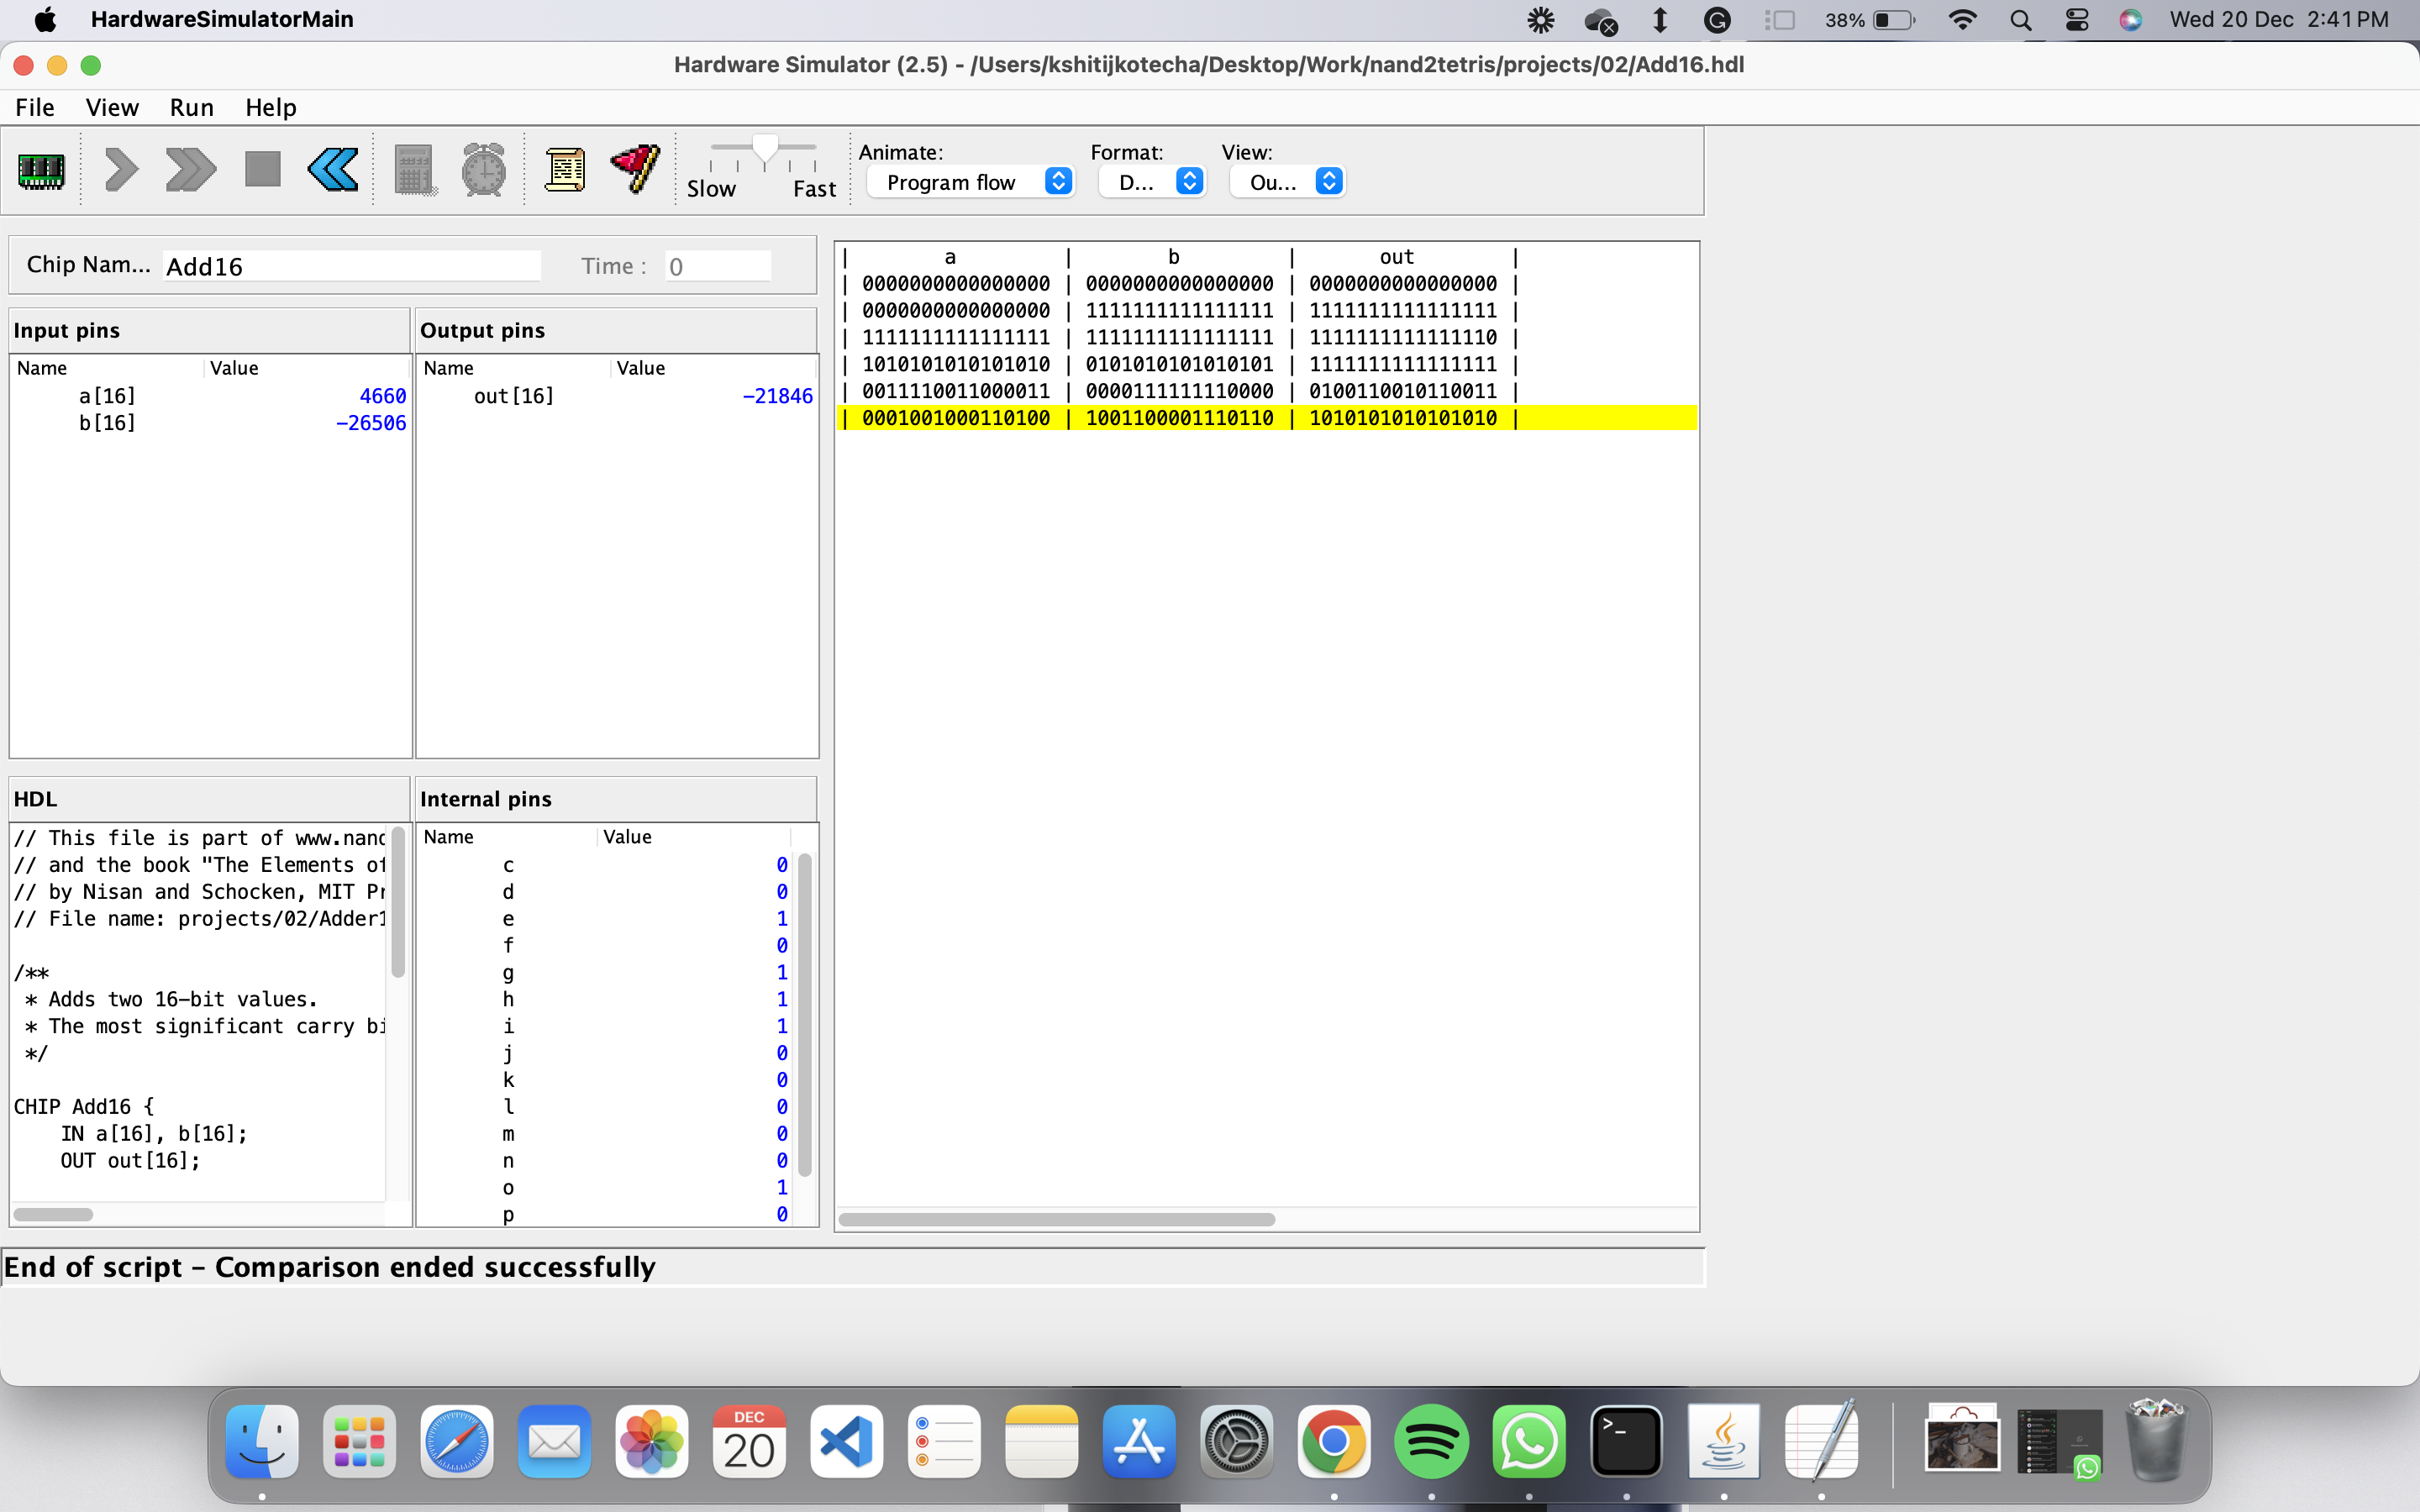 HardwareSimulatorMain 38% Wed 20 Dec 2:41 PM
Hardware Simulator (2.5) - /Users/kshitijkotecha/Desktop/Work/nand2tetris/projects/02/Add16.hdl
File View Run Help
Slow Fast
Animate:
Program flow
Format:
D...
View:
Ou...
Chip Nam... Add16 Time : 0
Input pins
Name Value
a[16] 4660
b[16] -26506
Output pins
Name Value
out[16] -21846
| a | b | out |
| 0000000000000000 | 0000000000000000 | 0000000000000000 |
| 0000000000000000 | 1111111111111111 | 1111111111111111 |
| 1111111111111111 | 1111111111111111 | 1111111111111110 |
| 1010101010101010 | 0101010101010101 | 1111111111111111 |
| 0011110011000011 | 0000111111110000 | 0100110010110011 |
| 0001001000110100 | 1001100001110110 | 1010101010101010 |
HDL
// This file is part of www.nand
// and the book "The Elements of
// by Nisan and Schocken, MIT Pr
// File name: projects/02/Adder1
/**
* Adds two 16-bit values.
* The most significant carry bi
*/
CHIP Add16 {
IN a[16], b[16];
OUT out[16];
Internal pins
Name Value
c 0
d 0
e 1
f 0
g 1
h 1
i 1
j 0
k 0
l 0
m 0
n 0
o 1
p 0
End of script - Comparison ended successfully
DEC
20
>_